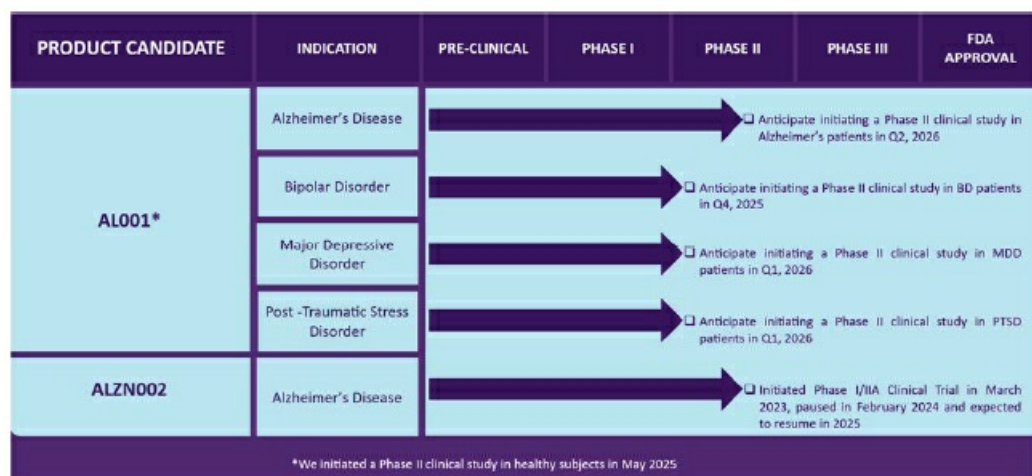 PRODUCT CANDIDATE
INDICATION
PRE-CLINICAL
PHASE I
PHASE II
PHASE III
FDA
APPROVAL
AL001*
Alzheimer's Disease
❑ Anticipate initiating a Phase II clinical study in
Alzheimer's patients in Q2, 2026
Bipolar Disorder
❑ Anticipate initiating a Phase II clinical study in BD patients
in Q4, 2025
Major Depressive
Disorder
❑ Anticipate initiating a Phase II clinical study in MDD
patients in Q1, 2026
Post -Traumatic Stress
Disorder
❑ Anticipate initiating a Phase II clinical study in PTSD
patients in Q1, 2026
ALZN002
Alzheimer's Disease
❑ Initiated Phase I/IIA Clinical Trial in March
2023, paused in February 2024 and expected
to resume in 2025
*We initiated a Phase II clinical study in healthy subjects in May 2025